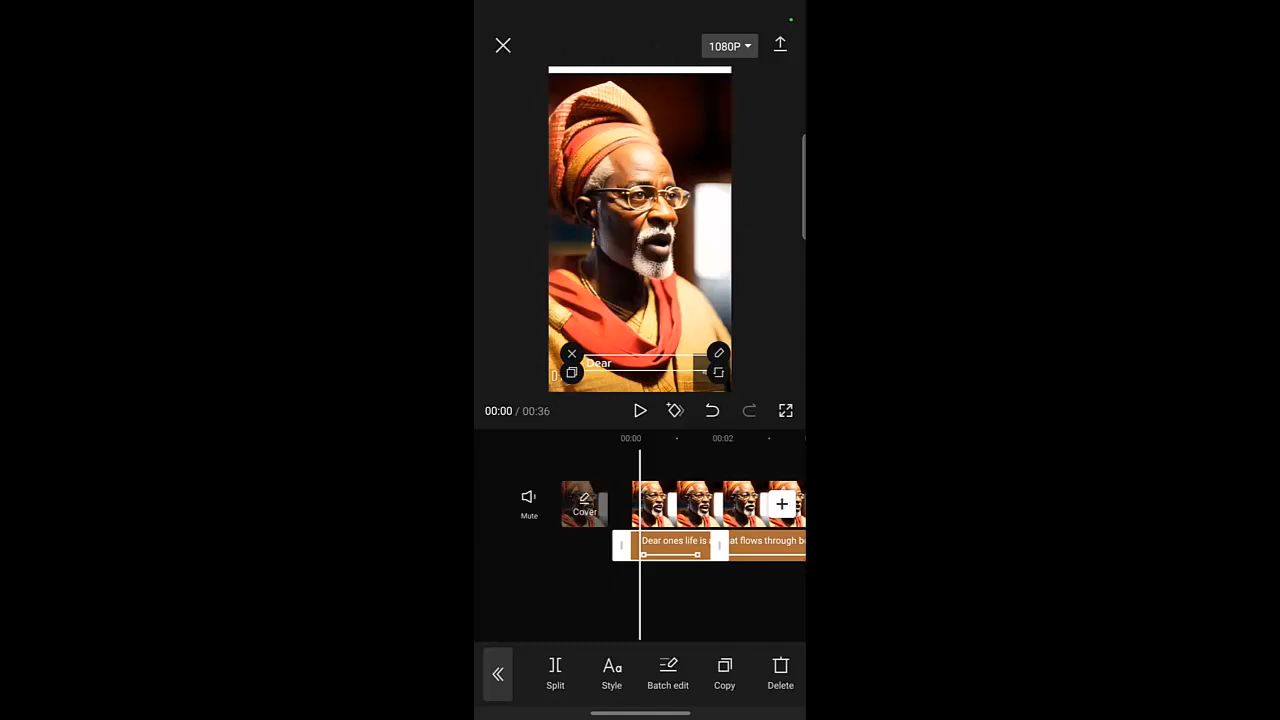 1080P
Dear
00:00 / 00:36
00:00
00:02
Mute
Cover
Dear ones life is a
at flows through b
Split
Style
Batch edit
Copy
Delete